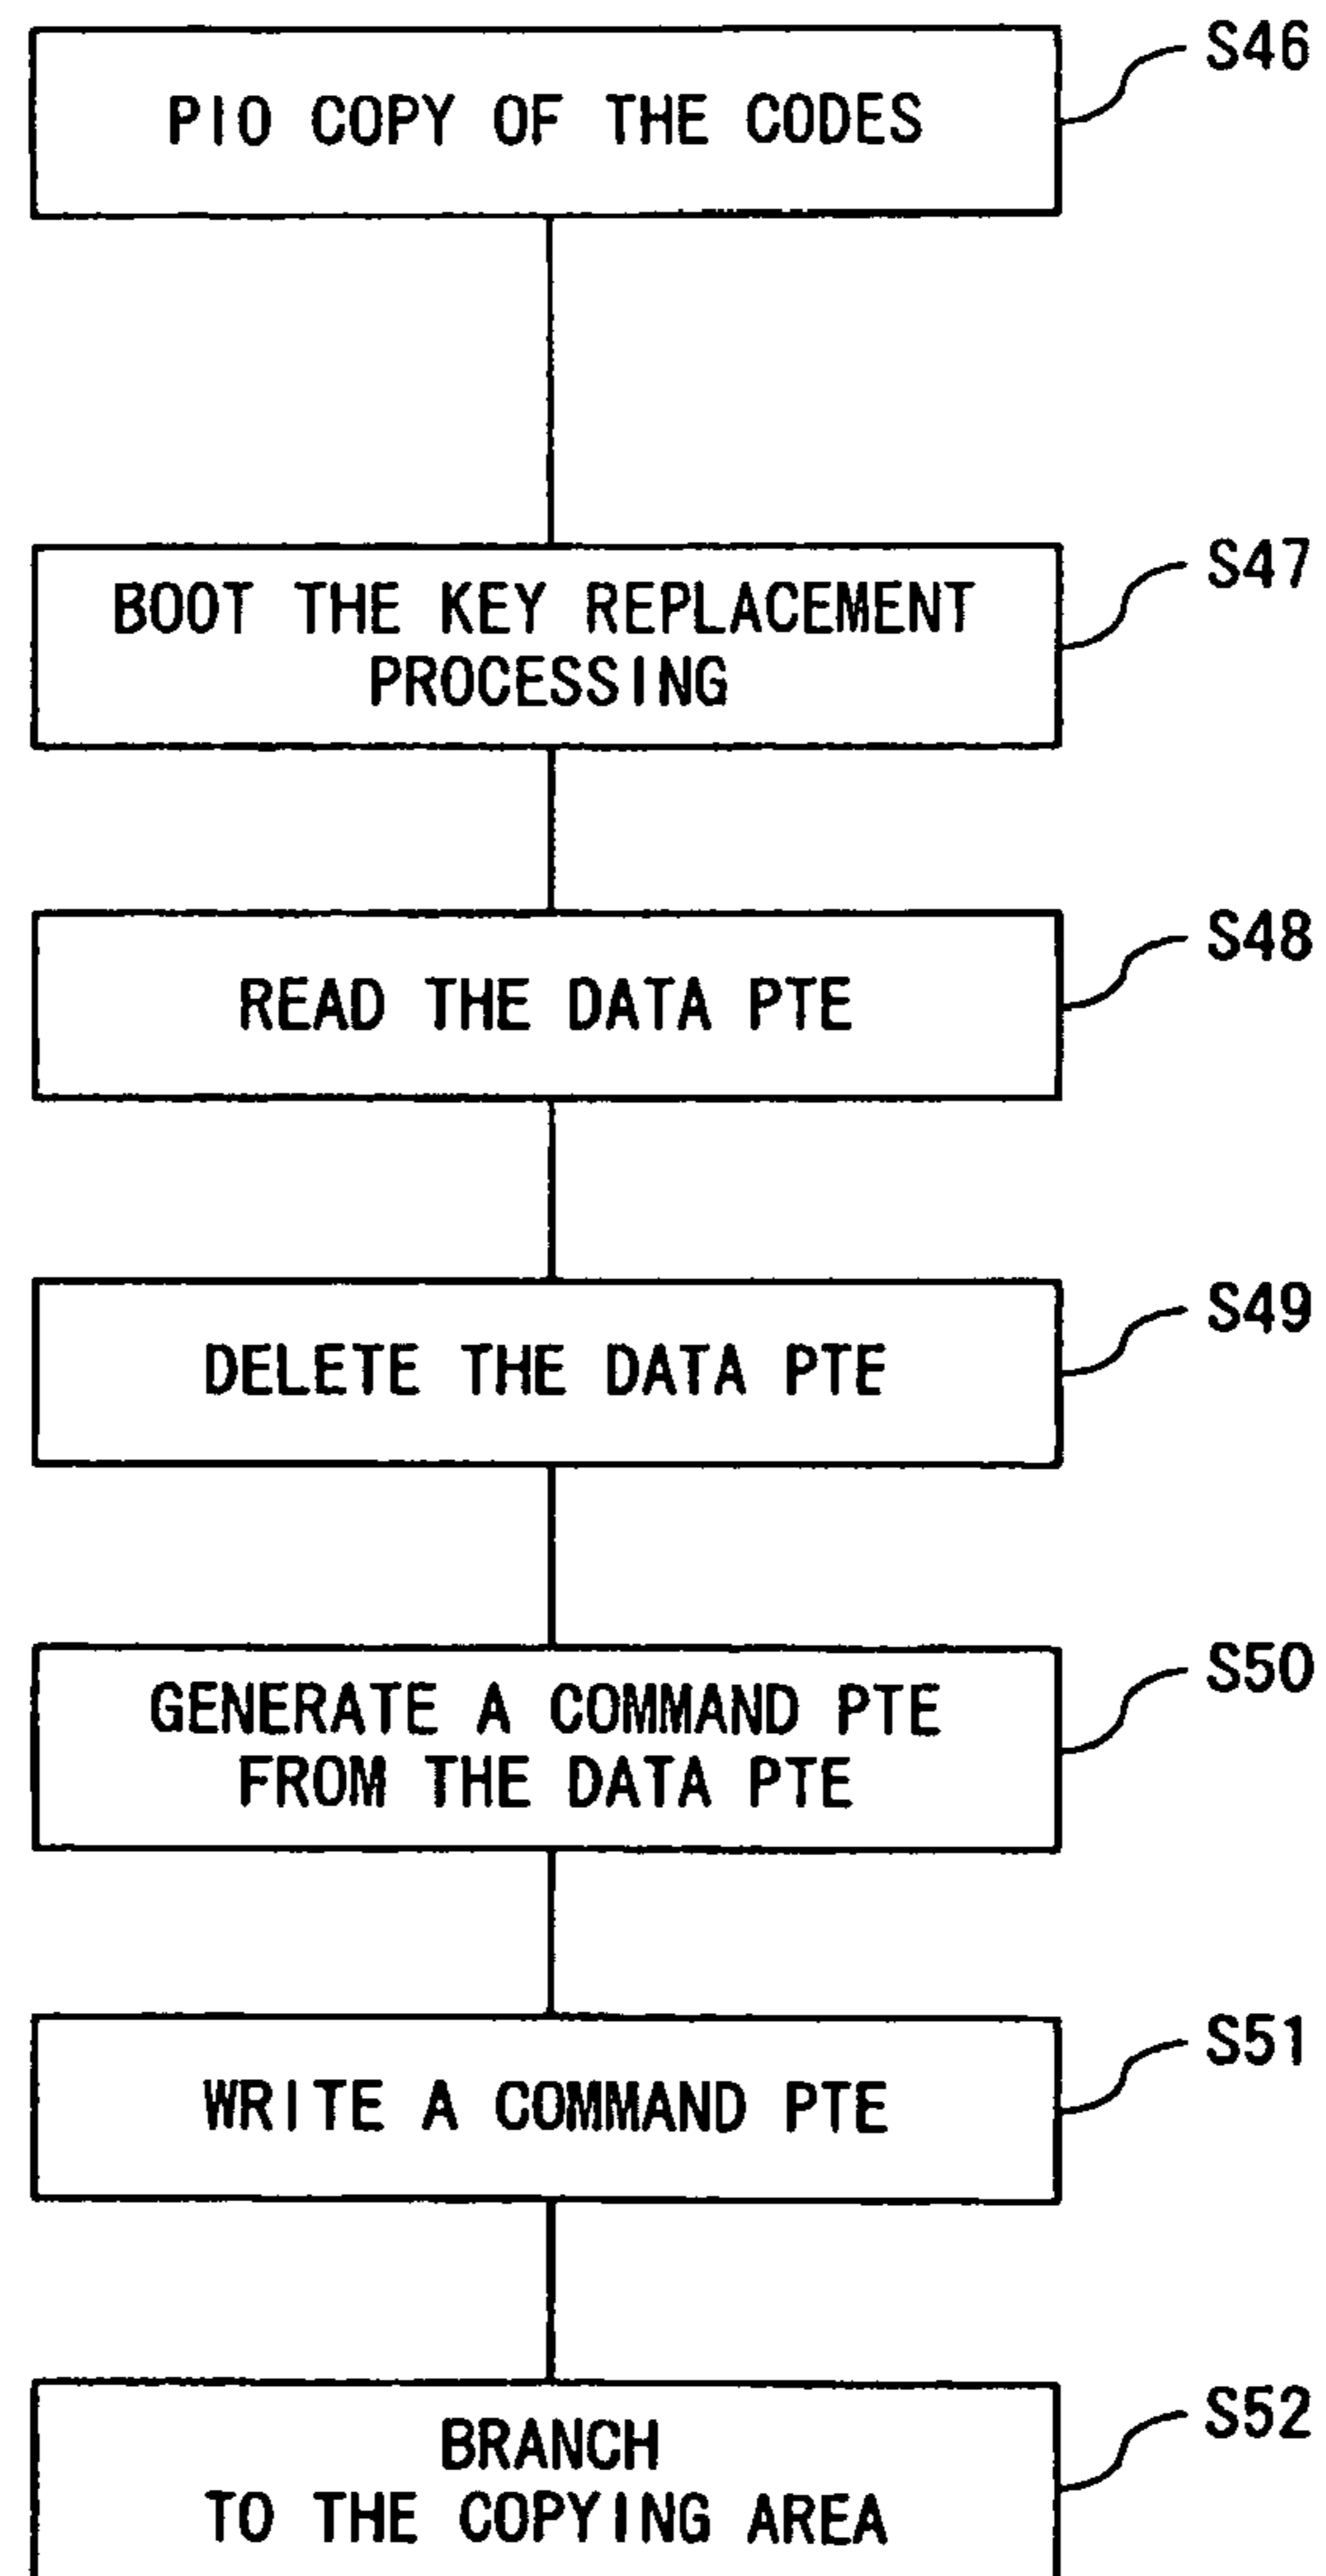 PIO COPY OF THE CODES
S46
BOOT THE KEY REPLACEMENT
PROCESSING
S47
READ THE DATA PTE
S48
DELETE THE DATA PTE
S49
GENERATE A COMMAND PTE
FROM THE DATA PTE
S50
WRITE A COMMAND PTE
S51
BRANCH
TO THE COPYING AREA
S52